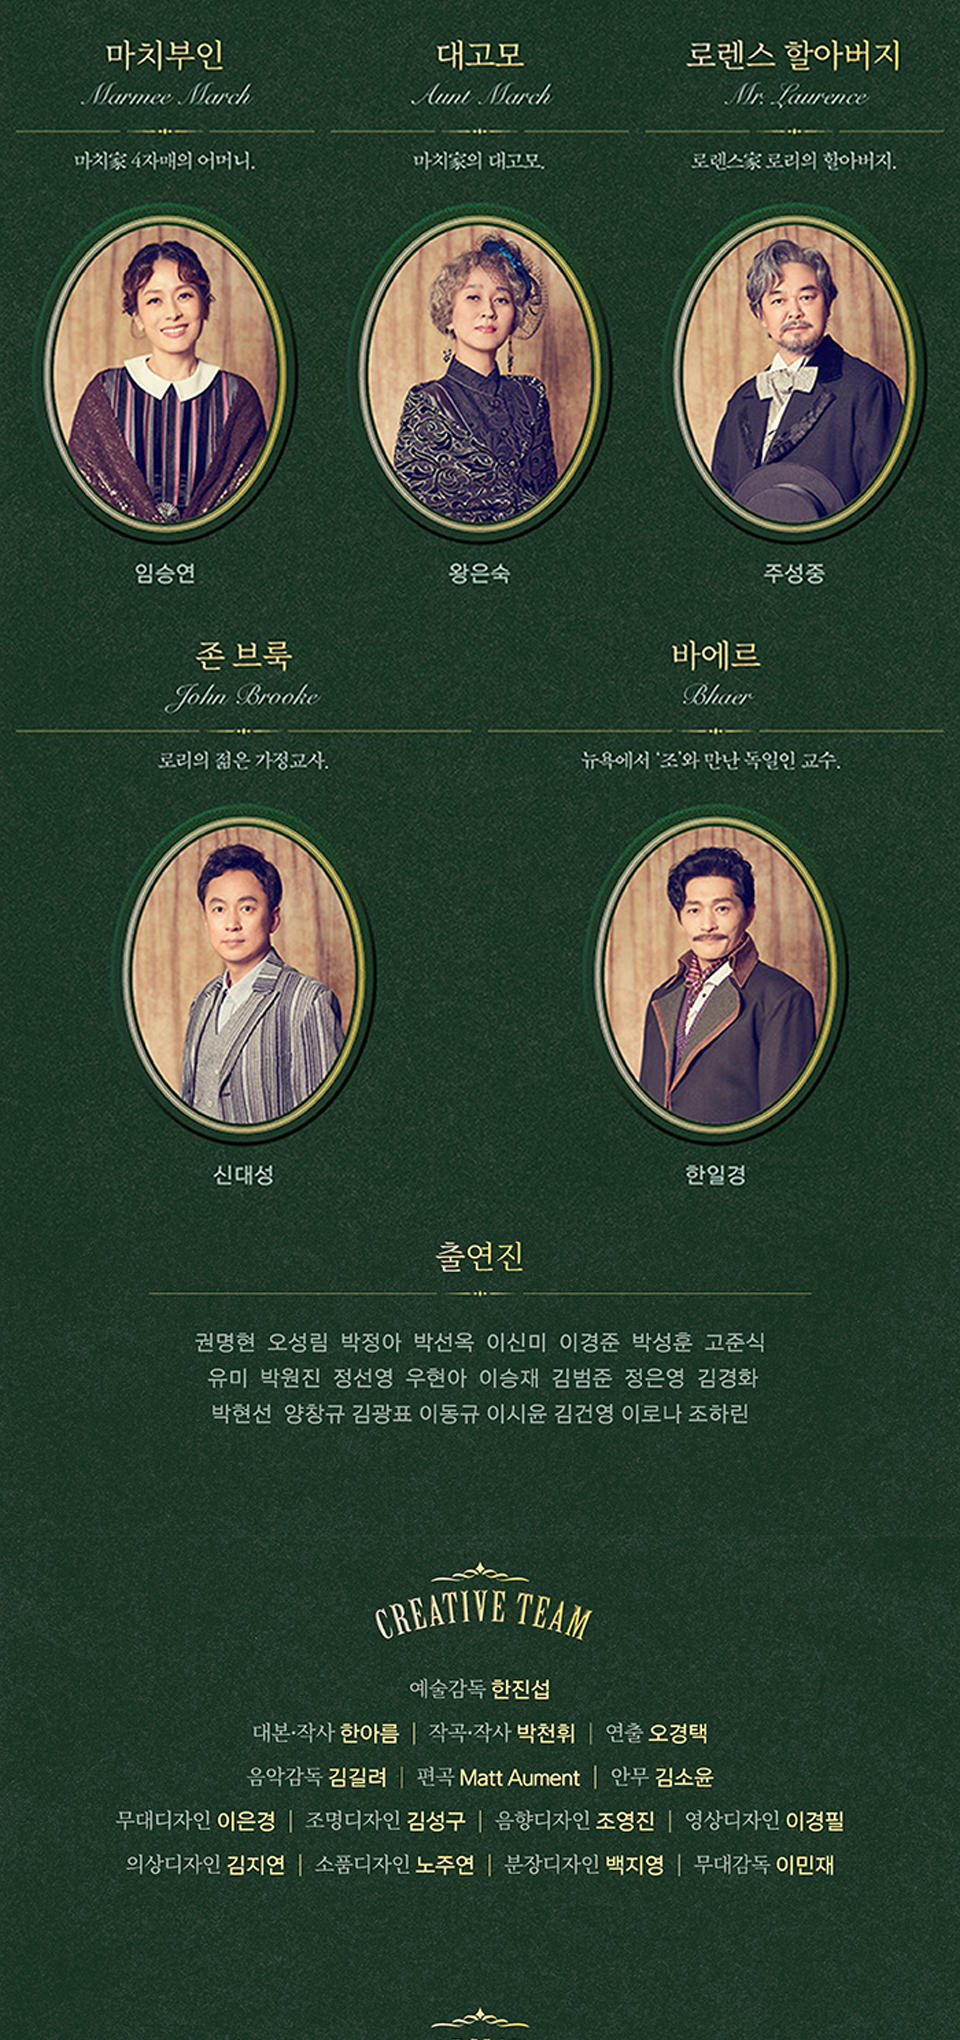 마치부인
Marmee March
마치家 4자매의 어머니.
임승연
대고모
Aunt March
마치家의 대고모.
왕은숙
로렌스 할아버지
Mr. Laurence
로렌스家 로리의 할아버지.
주성중
존 브룩
John Brooke
로리의 젊은 가정교사.
신대성
바에르
Bhaer
뉴욕에서 '조'와 만난 독일인 교수.
한일경
출연진
권명현 오성림 박정아 박선옥 이신미 이경준 박성훈 고준식
유미 박원진 정선영 우현아 이승재 김범준 정은영 김경화
박현선 양창규 김광표 이동규 이시윤 김건영 이로나 조하린
CREATIVE TEAM
예술감독 한진섭
대본·작사 한아름 | 작곡·작사 박천휘 | 연출 오경택
음악감독 김길려 | 편곡 Matt Aument | 안무 김소윤
무대디자인 이은경 | 조명디자인 김성구 | 음향디자인 조영진 | 영상디자인 이경필
의상디자인 김지연 | 소품디자인 노주연 | 분장디자인 백지영 | 무대감독 이민재